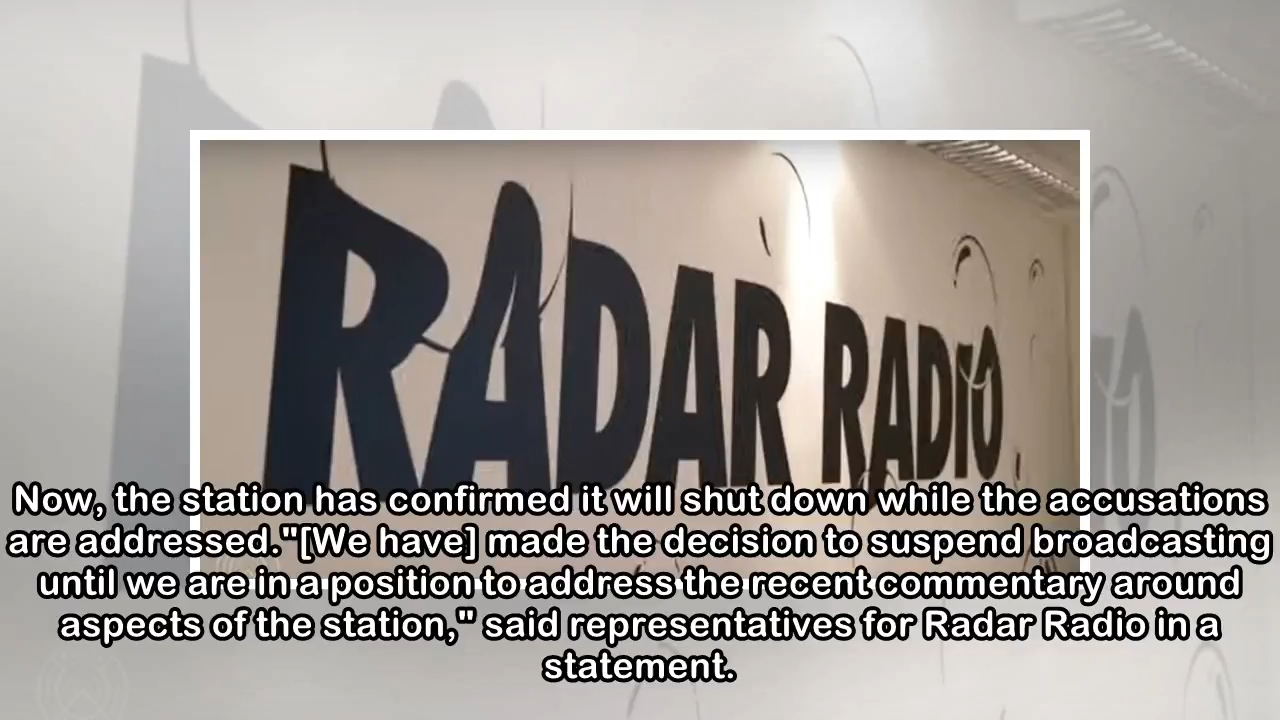 RADAR RADIO
Now, the station has confirmed it will shut down while the accusations
are addressed."[We have] made the decision to suspend broadcasting
until we are in a position to address the recent commentary around
aspects of the station," said representatives for Radar Radio in a
statement.